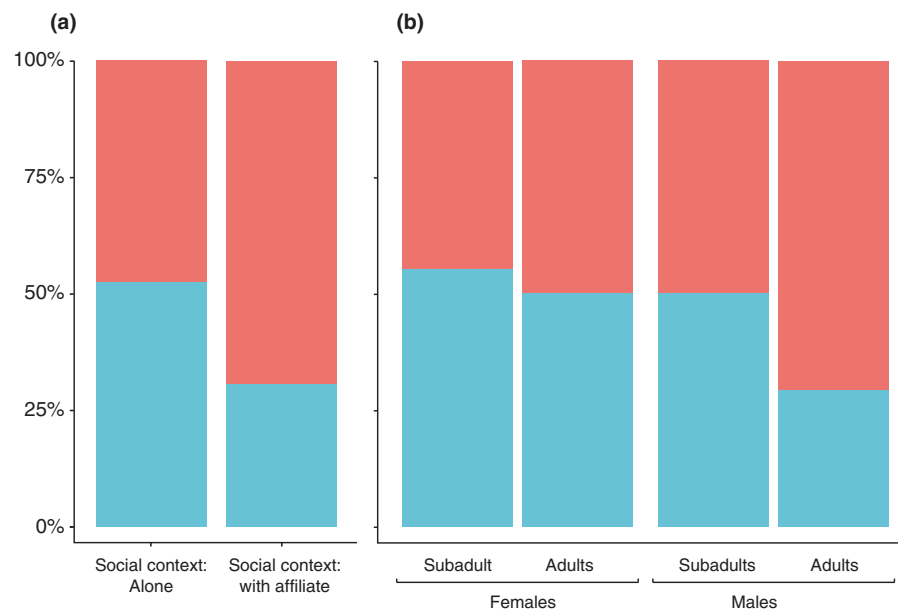 (a)
(b)
100%
75%
50%
25%
0%
Social context:
Alone
Social context:
with affiliate
Subadult
Adults
Subadults
Adults
Females
Males